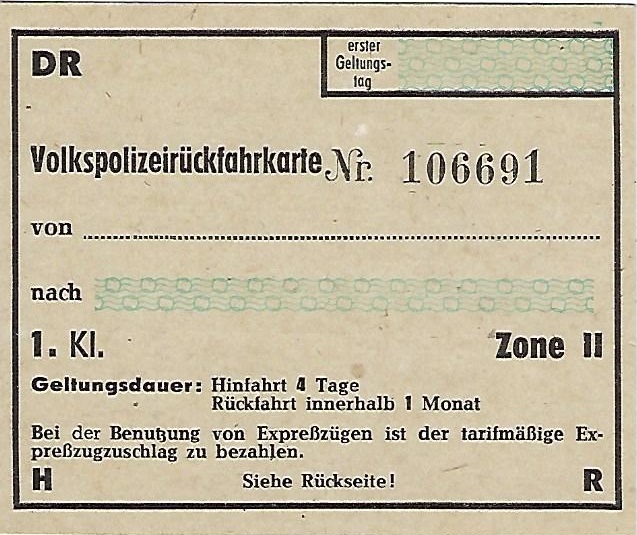 DR
erster
Geltungs-
tag
Volkspolizeirückfahrkarte Nr. 106691
von
nach
1. Kl. Zone II
Geltungsdauer: Hinfahrt 4 Tage
Rückfahrt innerhalb 1 Monat
Bei der Benutzung von Expreßzügen ist der tarifmäßige Ex-
preßzugzuschlag zu bezahlen.
H Siehe Rückseite! R